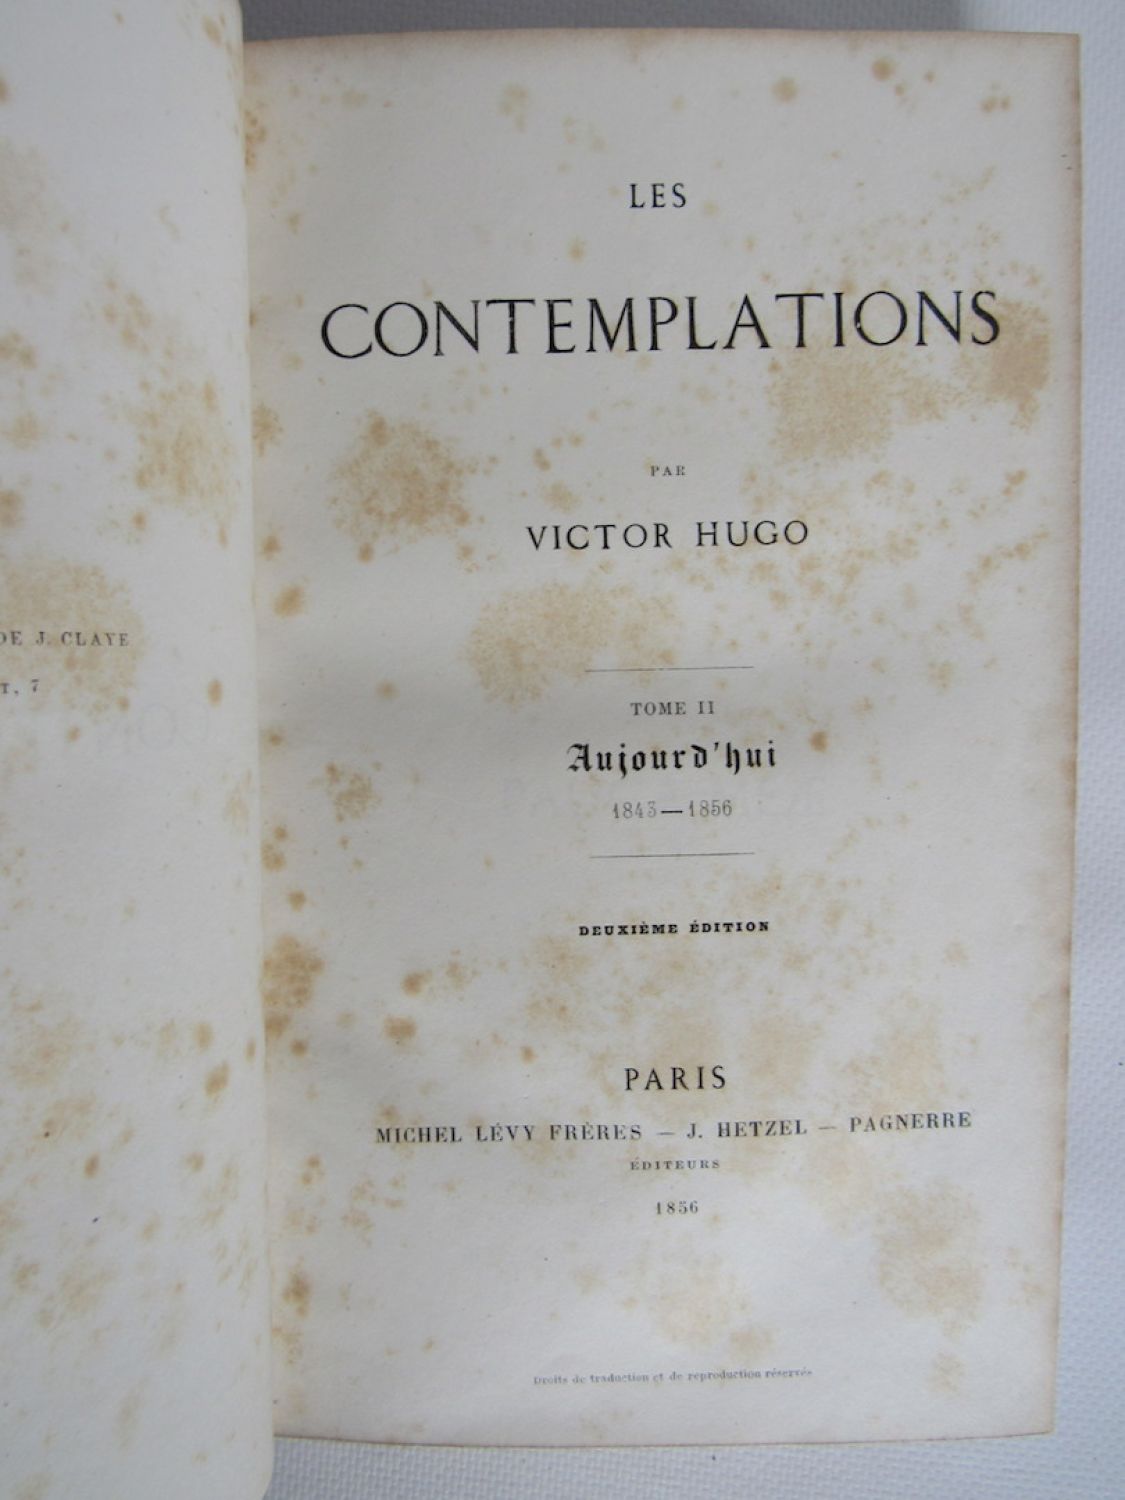 DE J. CLAYE
T, 7
LES
CONTEMPLATIONS
PAR
VICTOR HUGO
TOME II
Aujourd'hui
1843—1856
DEUXIÈME ÉDITION
PARIS
MICHEL LÉVY FRÈRES — J. HETZEL — PAGNERRE
ÉDITEURS
1856
Droits de traduction et de reproduction réservés